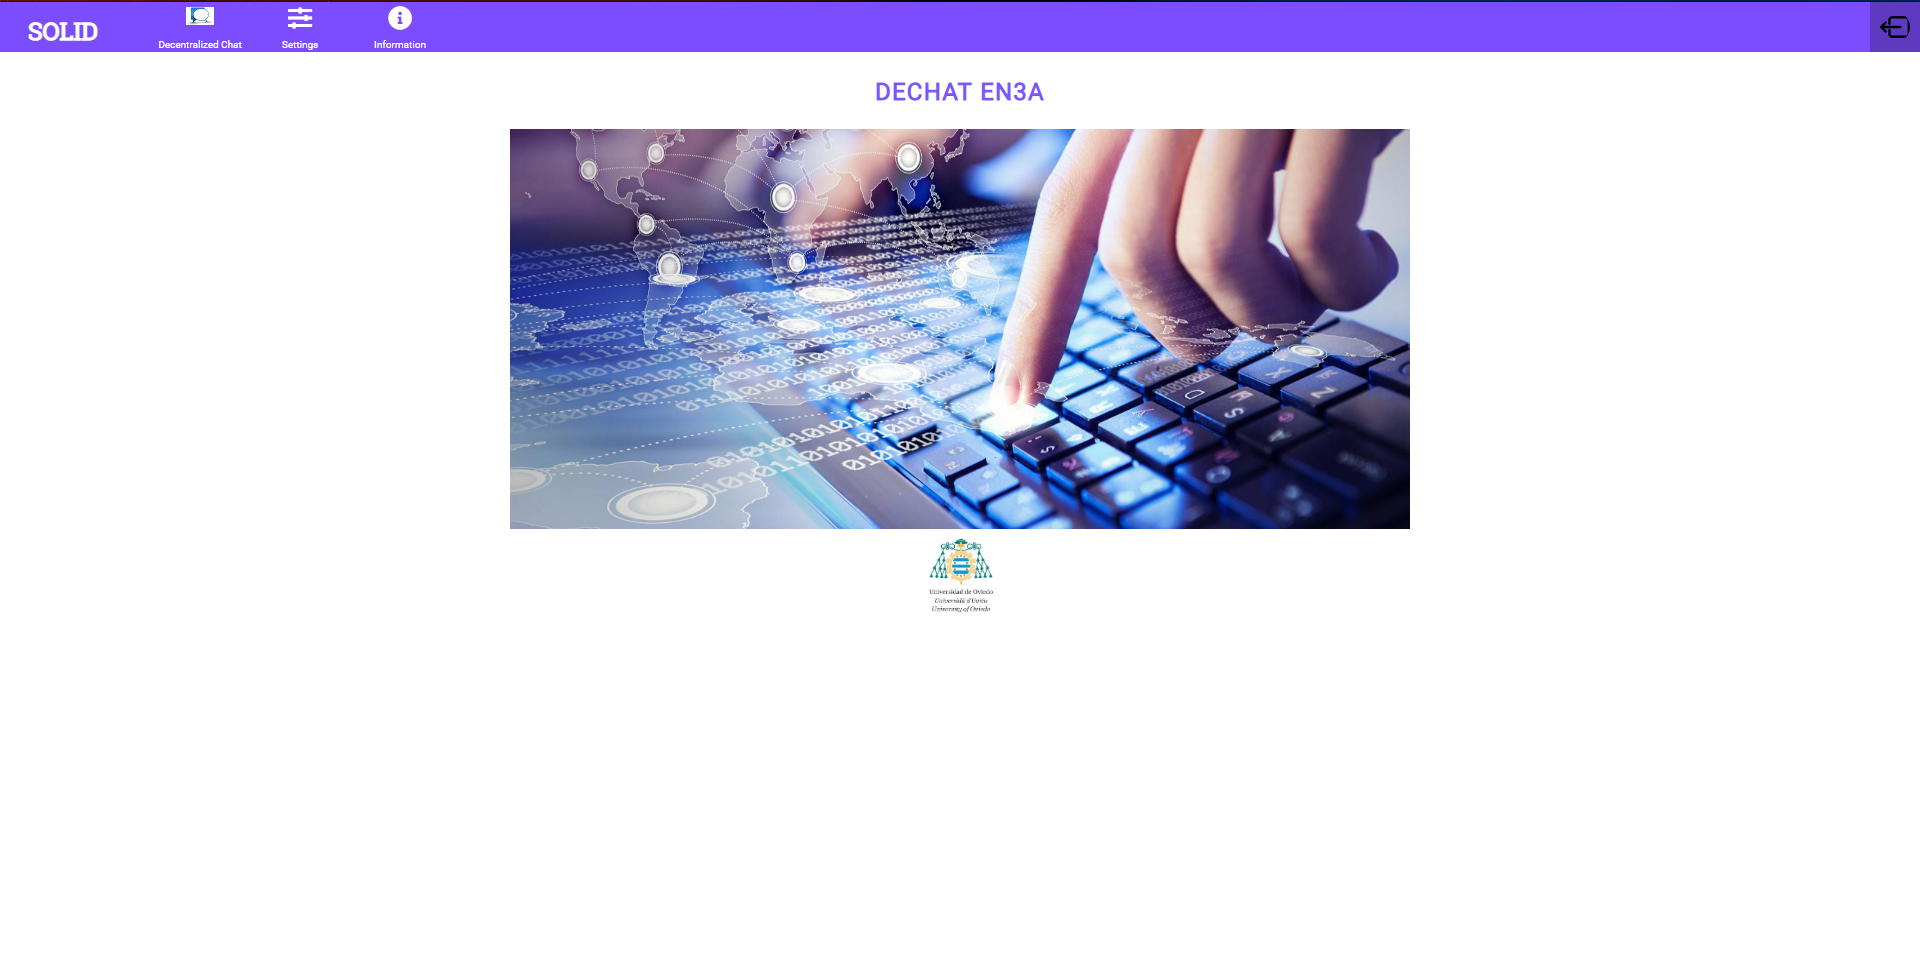 SOLID
Decentralized Chat
Settings
Information
DECHAT EN3A
Universidad de Oviedo
Universidá d'Uviéu
University of Oviedo